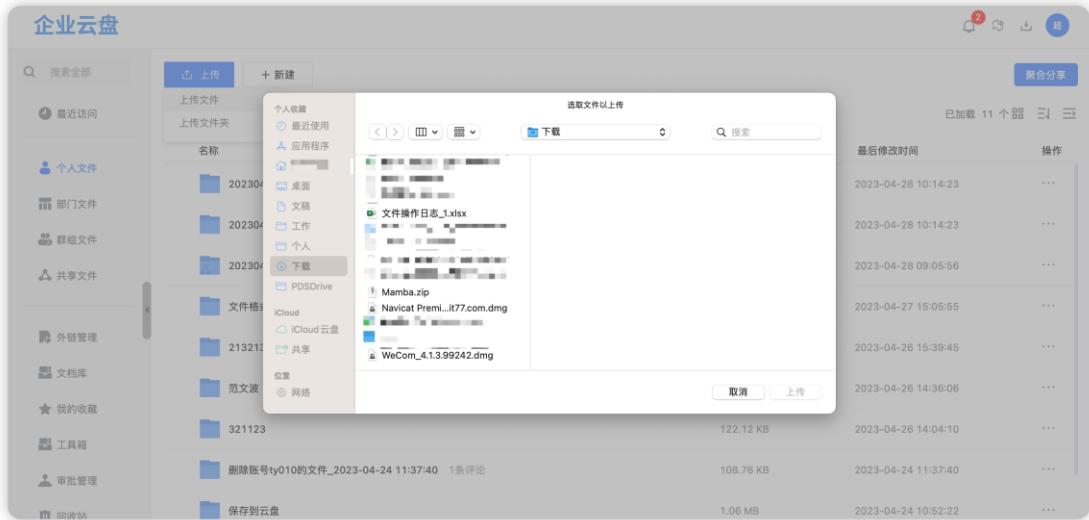 企业云盘
2
超
搜索全部
上传
+ 新建
聚合分享
上传文件
上传文件夹
已加载 11 个
最近访问
个人文件
部门文件
群组文件
共享文件
外链管理
文档库
我的收藏
工具箱
审批管理
回收站
名称
最后修改时间
操作
202304
2023-04-28 10:14:23
202304
2023-04-28 10:14:23
202304
2023-04-28 09:05:56
文件格式
2023-04-27 15:05:55
213213
2023-04-26 15:39:45
范文波
2023-04-26 14:36:06
321123
122.12 KB
2023-04-26 14:04:10
删除账号ty010的文件_2023-04-24 11:37:40 1条评论
108.76 KB
2023-04-24 11:37:40
保存到云盘
1.06 MB
2023-04-24 10:52:22
选取文件以上传
个人收藏
最近使用
应用程序
桌面
文稿
工作
个人
下载
PDSDrive
iCloud
iCloud 云盘
共享
位置
网络
下载
搜索
文件操作日志_1.xlsx
Mamba.zip
Navicat Premi...it77.com.dmg
WeCom_4.1.3.99242.dmg
取消
上传